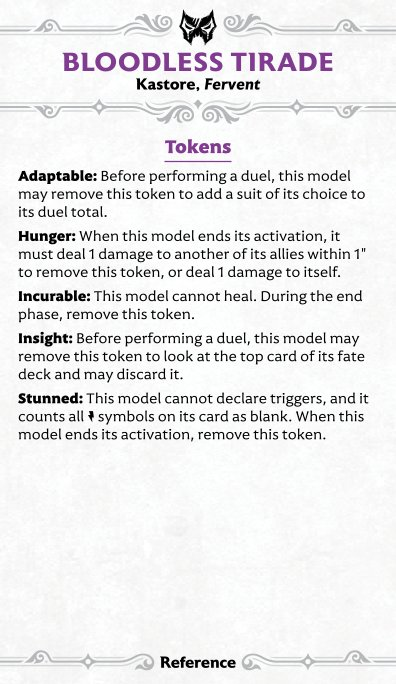 BLOODLESS TIRADE
Kastore, Fervent
Tokens
Adaptable: Before performing a duel, this model
may remove this token to add a suit of its choice to
its duel total.
Hunger: When this model ends its activation, it
must deal 1 damage to another of its allies within 1"
to remove this token, or deal 1 damage to itself.
Incurable: This model cannot heal. During the end
phase, remove this token.
Insight: Before performing a duel, this model may
remove this token to look at the top card of its fate
deck and may discard it.
Stunned: This model cannot declare triggers, and it
counts all symbols on its card as blank. When this
model ends its activation, remove this token.
Reference